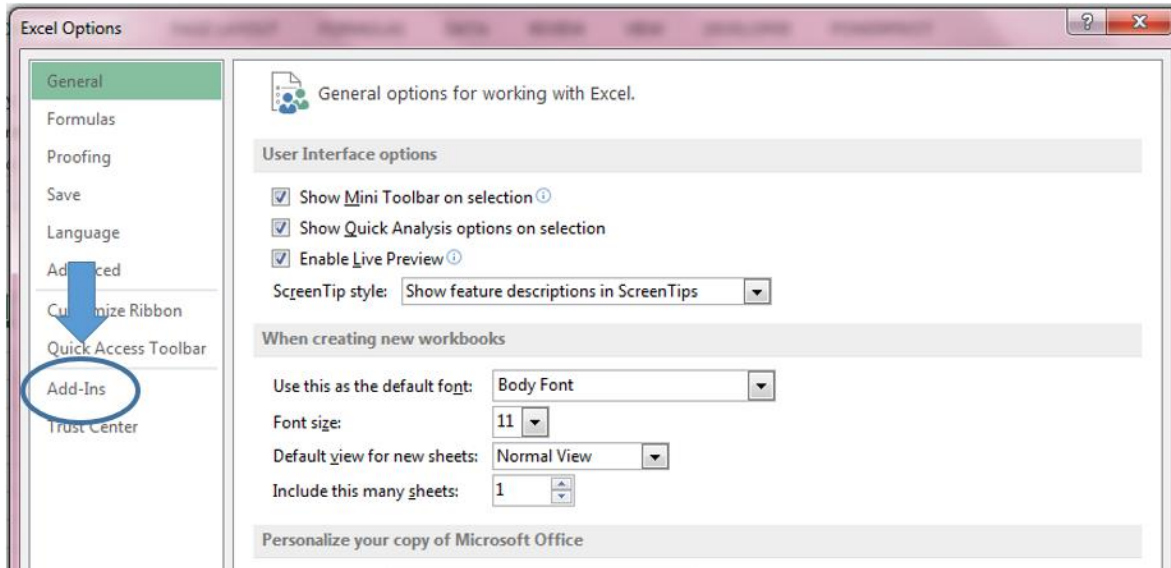 Excel Options
General
Formulas
Proofing
Save
Language
Quick Access Toolbar
Add-Ins
Trust Center
General options for working with Excel.
User Interface options
Show Mini Toolbar on selection
Show Quick Analysis options on selection
Enable Live Preview
ScreenTip style: Show feature descriptions in ScreenTips
When creating new workbooks
Use this as the default font: Body Font
Font size: 11
Default view for new sheets: Normal View
Include this many sheets: 1
Personalize your copy of Microsoft Office